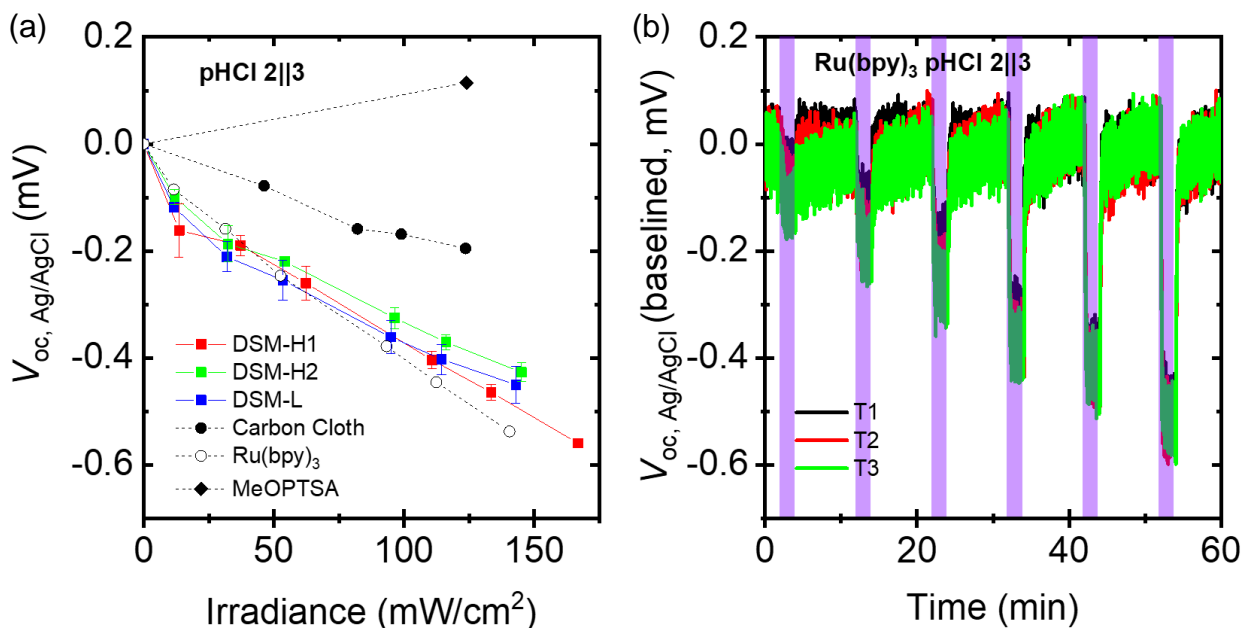 (a)
pHCl 2||3
0.2
0.0
-0.2
-0.4
-0.6
V_oc, Ag/AgCl (mV)
DSM-H1
DSM-H2
DSM-L
Carbon Cloth
Ru(bpy)₃
MeOPTSA
0 50 100 150
Irradiance (mW/cm²)
(b)
Ru(bpy)₃ pHCl 2||3
0.2
0.0
-0.2
-0.4
-0.6
V_oc, Ag/AgCl (baselined, mV)
T1
T2
T3
0 20 40 60
Time (min)